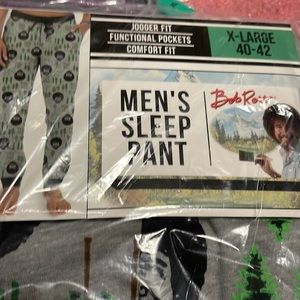 JOGGER FIT
FUNCTIONAL POCKETS
COMFORT FIT
X-LARGE
40-42
MEN'S
SLEEP
PANT
Bob Ross